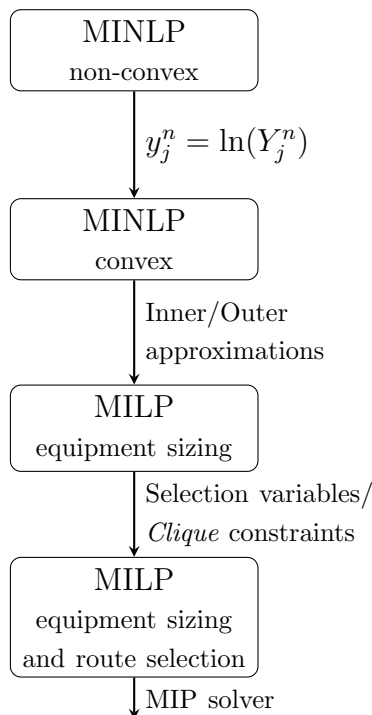 MINLP
non-convex
y_j^n = ln(Y_j^n)
MINLP
convex
Inner/Outer
approximations
MILP
equipment sizing
Selection variables/
Clique constraints
MILP
equipment sizing
and route selection
MIP solver